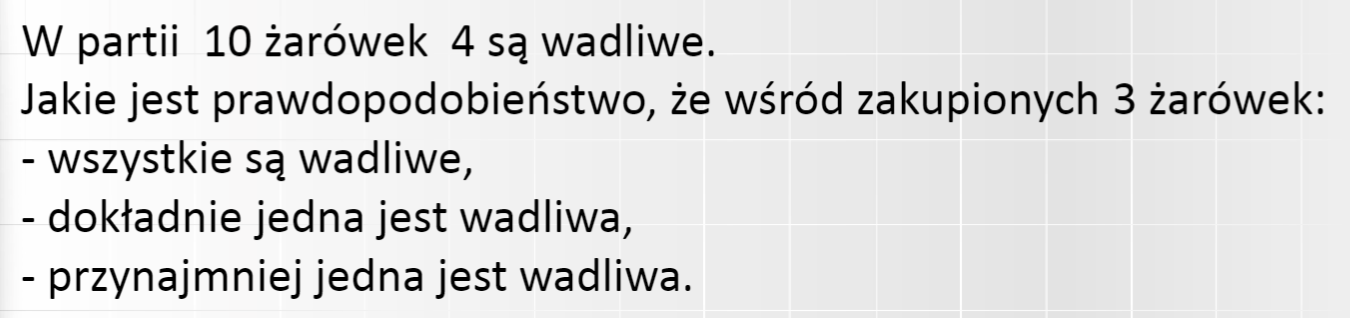 W partii 10 żarówek 4 są wadliwe.
Jakie jest prawdopodobieństwo, że wśród zakupionych 3 żarówek:
- wszystkie są wadliwe,
- dokładnie jedna jest wadliwa,
- przynajmniej jedna jest wadliwa.